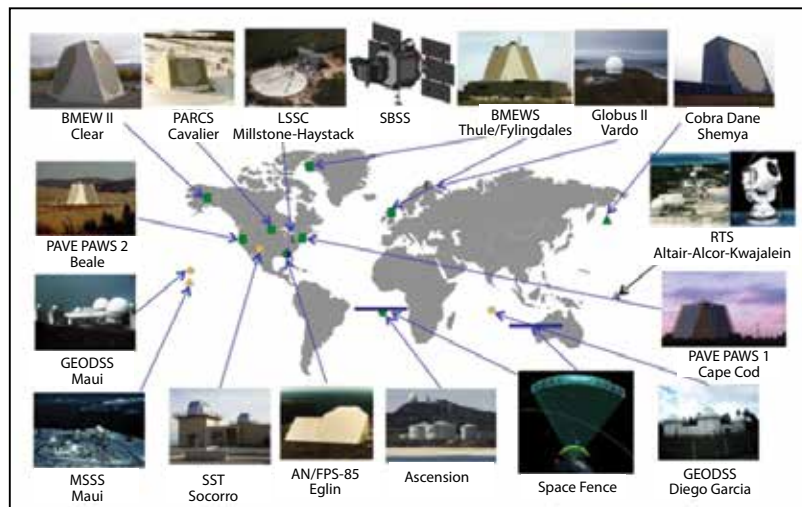 BMEW II
Clear
PARCS
Cavalier
LSSC
Millstone-Haystack
SBSS
BMEWS
Thule/Fylingdales
Globus II
Vardo
Cobra Dane
Shemya
PAVE PAWS 2
Beale
RTS
Altair-Alcor-Kwajalein
GEODSS
Maui
PAVE PAWS 1
Cape Cod
MSSS
Maui
SST
Socorro
AN/FPS-85
Eglin
Ascension
Space Fence
GEODSS
Diego Garcia